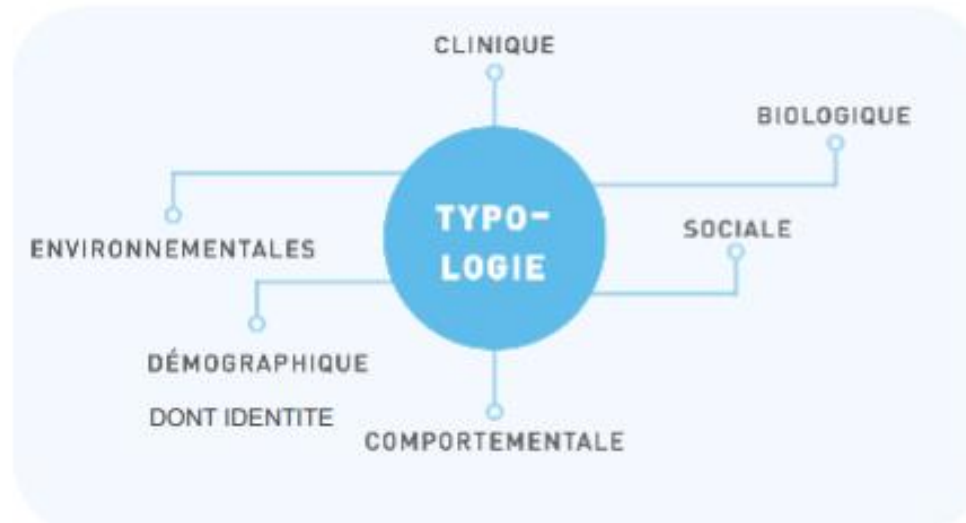 CLINIQUE
BIOLOGIQUE
TYPO-
LOGIE
SOCIALE
ENVIRONNEMENTALES
DÉMOGRAPHIQUE
DONT IDENTITE
COMPORTEMENTALE